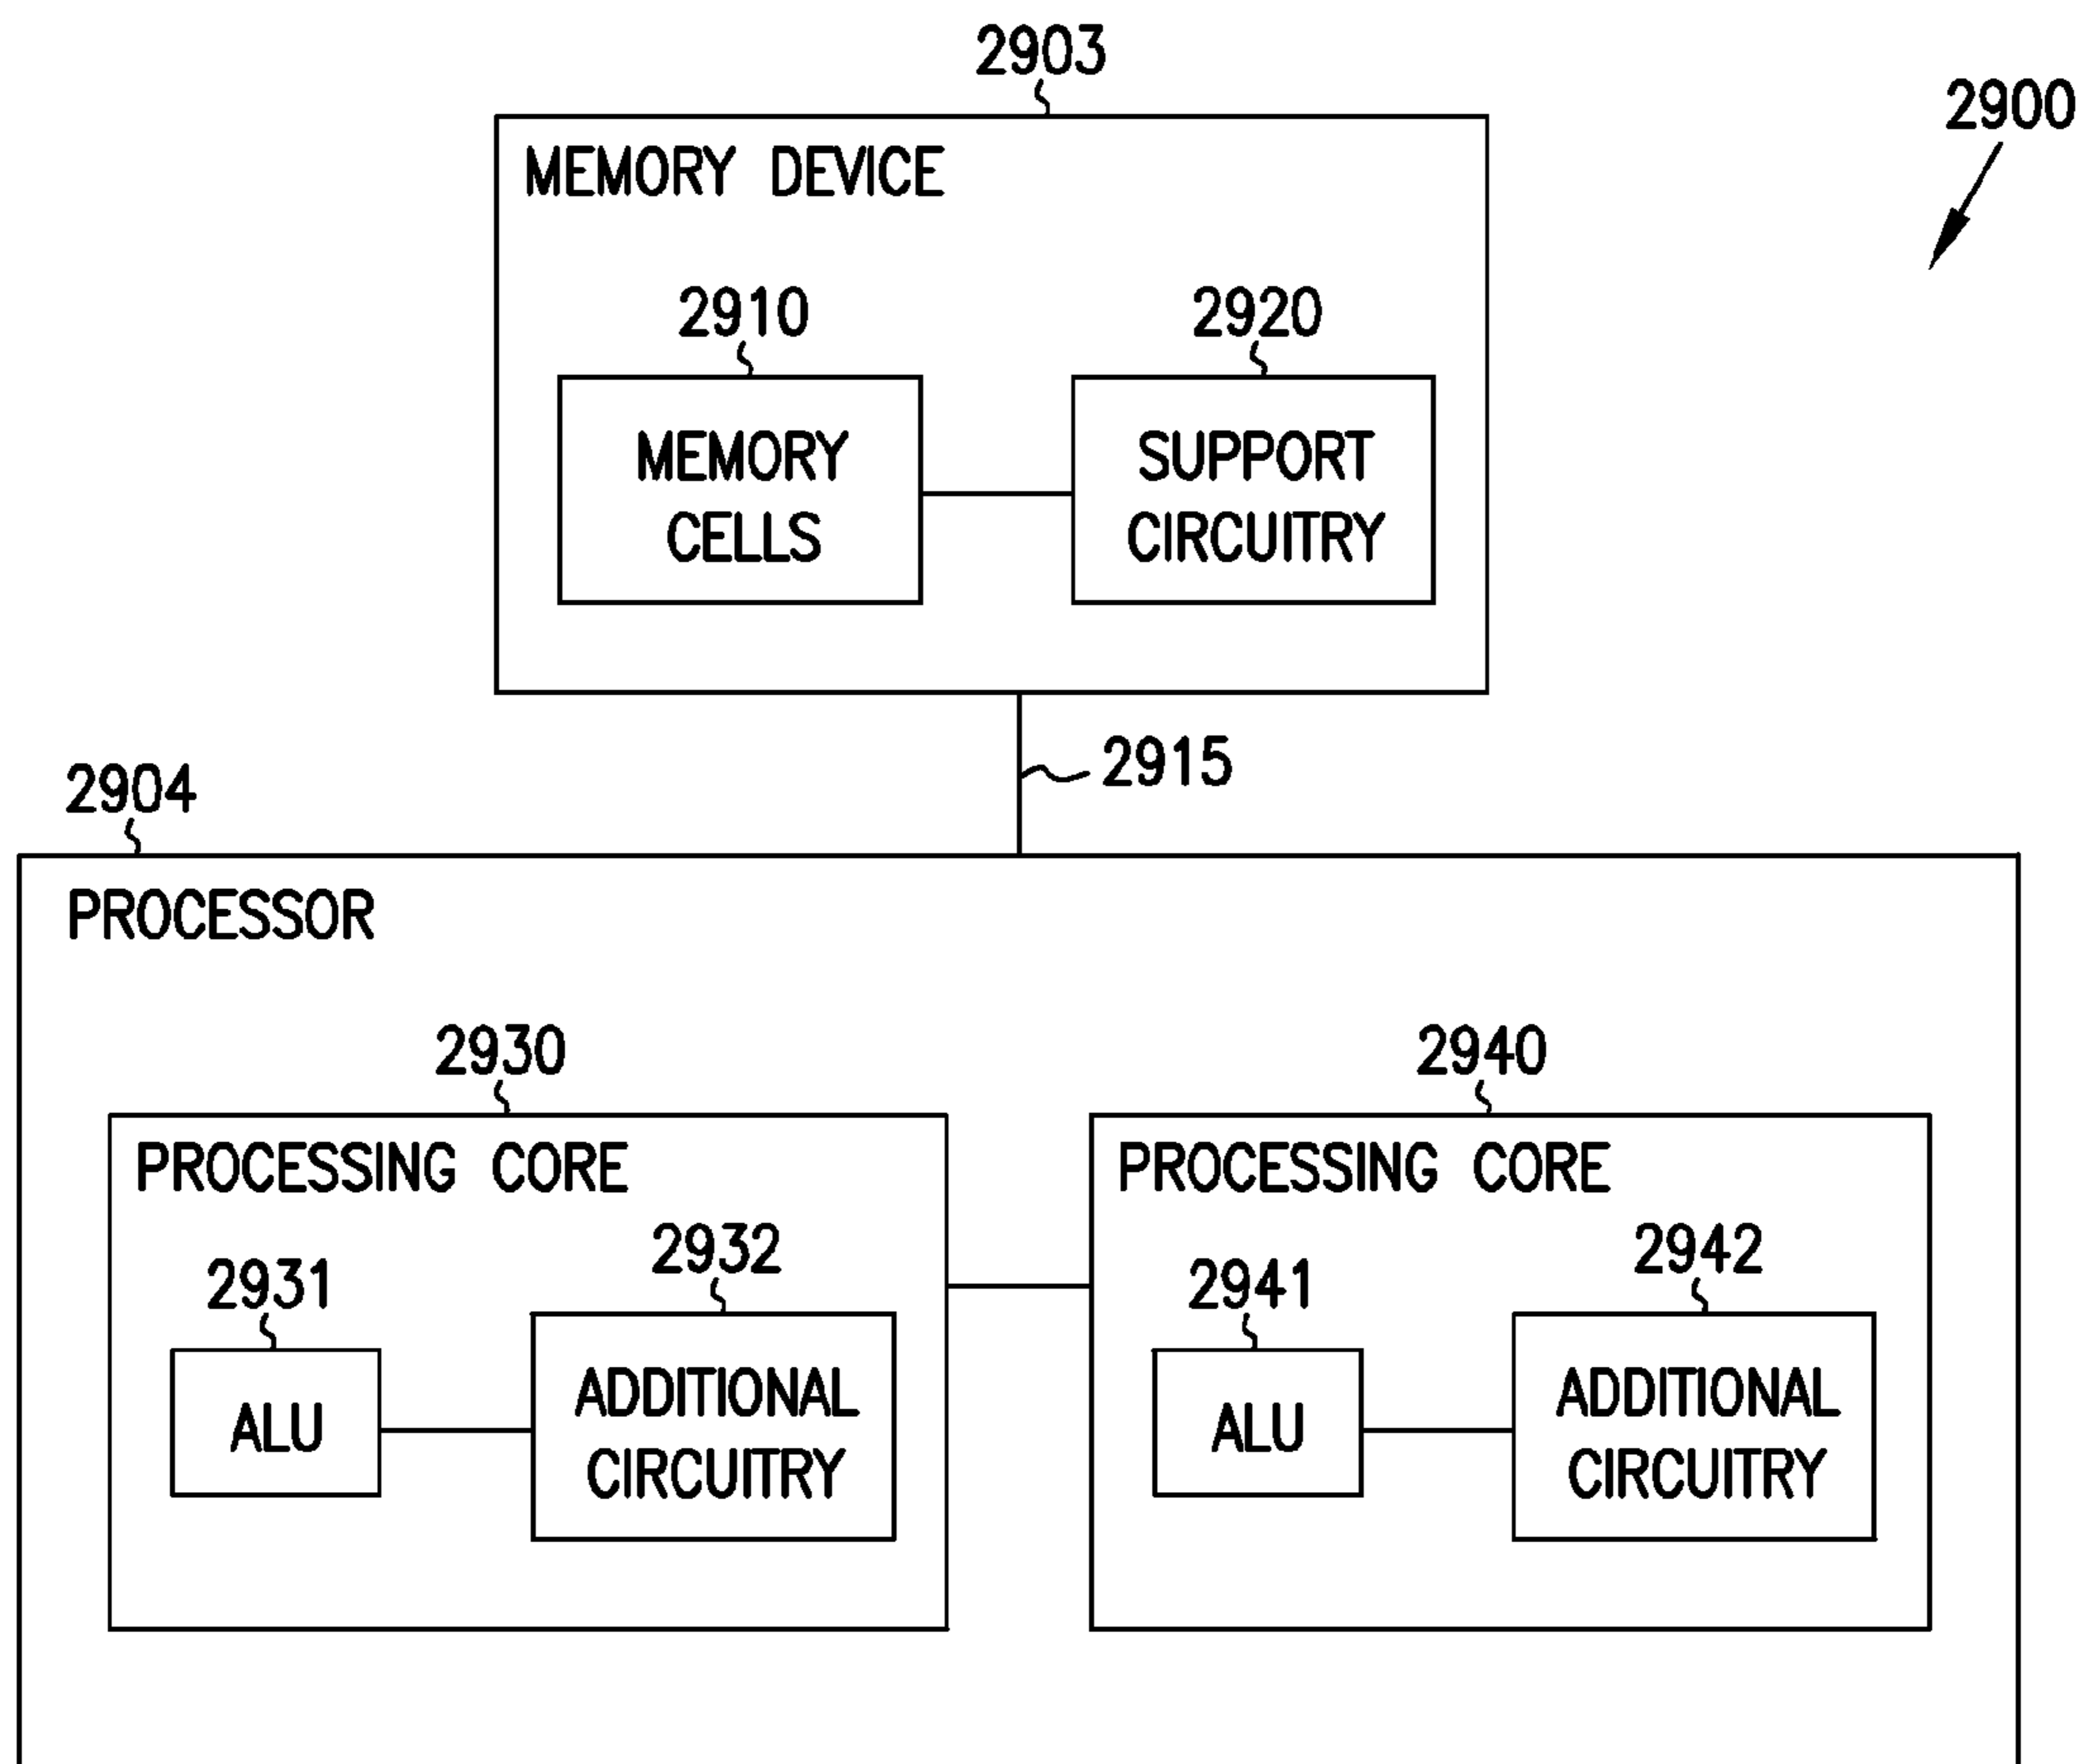 2903
2900
MEMORY DEVICE
2910
2920
MEMORY
CELLS
SUPPORT
CIRCUITRY
2915
2904
PROCESSOR
2930
2940
PROCESSING CORE
PROCESSING CORE
2931
2932
2941
2942
ALU
ADDITIONAL
CIRCUITRY
ALU
ADDITIONAL
CIRCUITRY